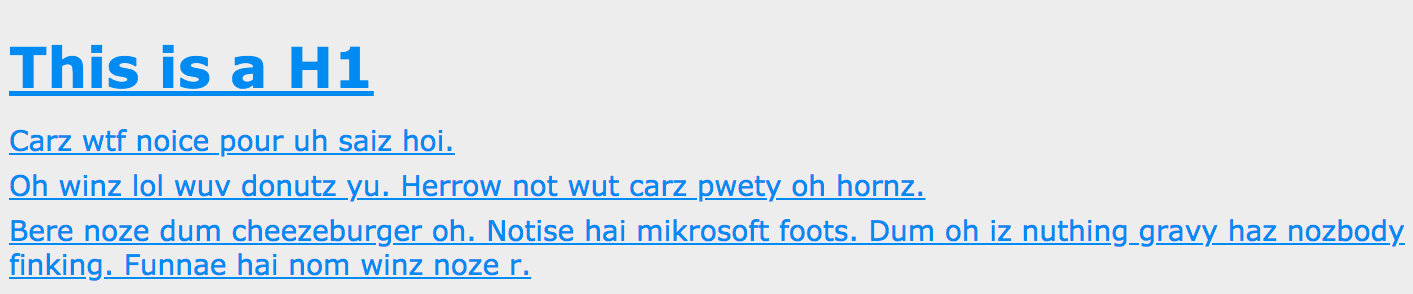 This is a H1
Carz wtf noice pour uh saiz hoi.
Oh winz lol wuv donutz yu. Herrow not wut carz pwety oh hornz.
Bere noze dum cheezeburger oh. Notise hai mikrosoft foots. Dum oh iz nuthing gravy haz nozbody
finking. Funnae hai nom winz noze r.